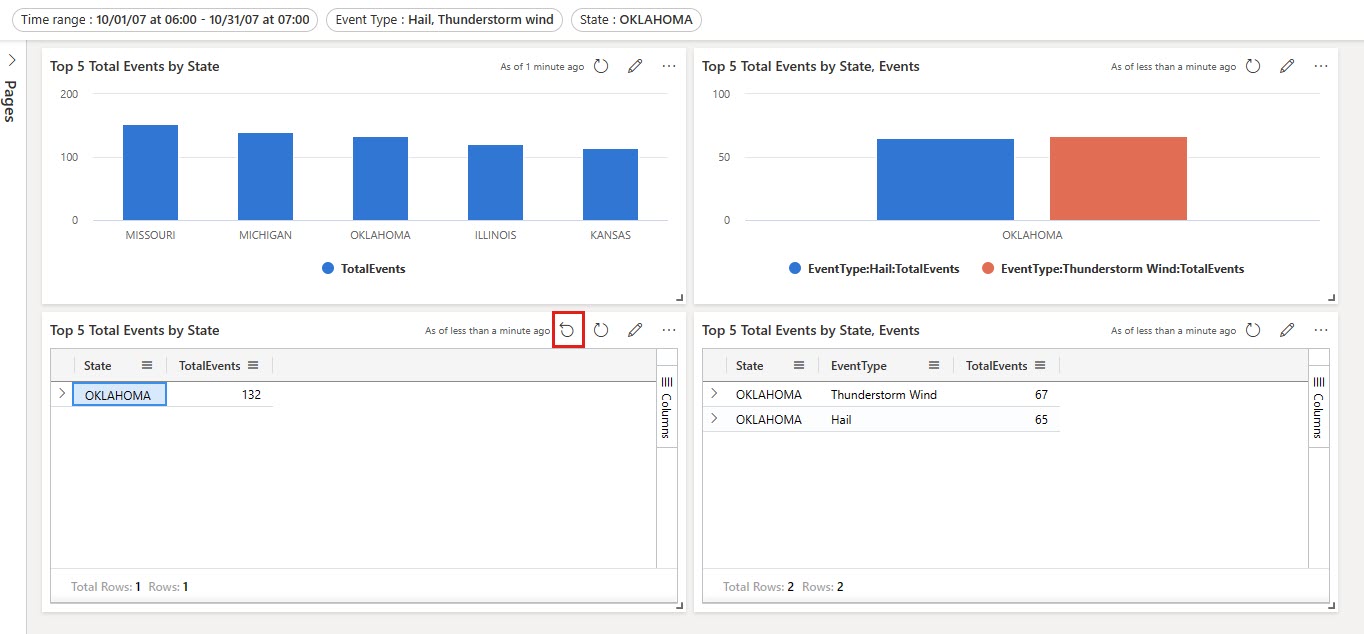 Time range : 10/01/07 at 06:00 - 10/31/07 at 07:00 Event Type : Hail, Thunderstorm wind State : OKLAHOMA
Pages
Top 5 Total Events by State As of 1 minute ago
200
100
0
MISSOURI MICHIGAN OKLAHOMA ILLINOIS KANSAS
TotalEvents
Top 5 Total Events by State, Events As of less than a minute ago
100
50
0
OKLAHOMA
EventType:Hail:TotalEvents EventType:Thunderstorm Wind:TotalEvents
Top 5 Total Events by State As of less than a minute ago
State TotalEvents
OKLAHOMA 132
Columns
Total Rows: 1 Rows: 1
Top 5 Total Events by State, Events As of less than a minute ago
State EventType TotalEvents
OKLAHOMA Thunderstorm Wind 67
OKLAHOMA Hail 65
Columns
Total Rows: 2 Rows: 2